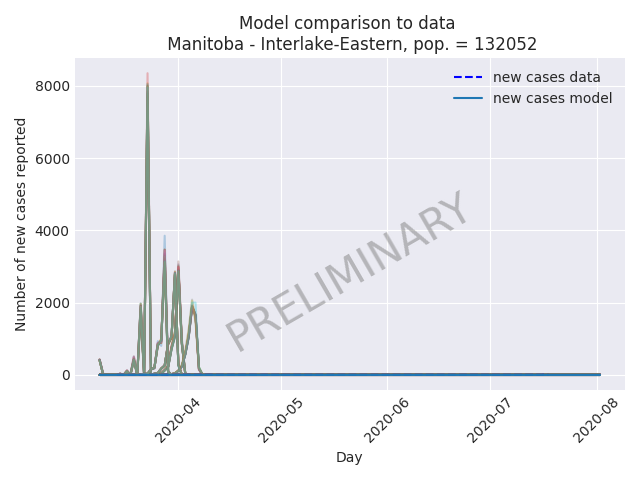 Model comparison to data
Manitoba - Interlake-Eastern, pop. = 132052
new cases data
new cases model
8000
6000
4000
2000
0
Number of new cases reported
PRELIMINARY
2020-04
2020-05
2020-06
2020-07
2020-08
Day